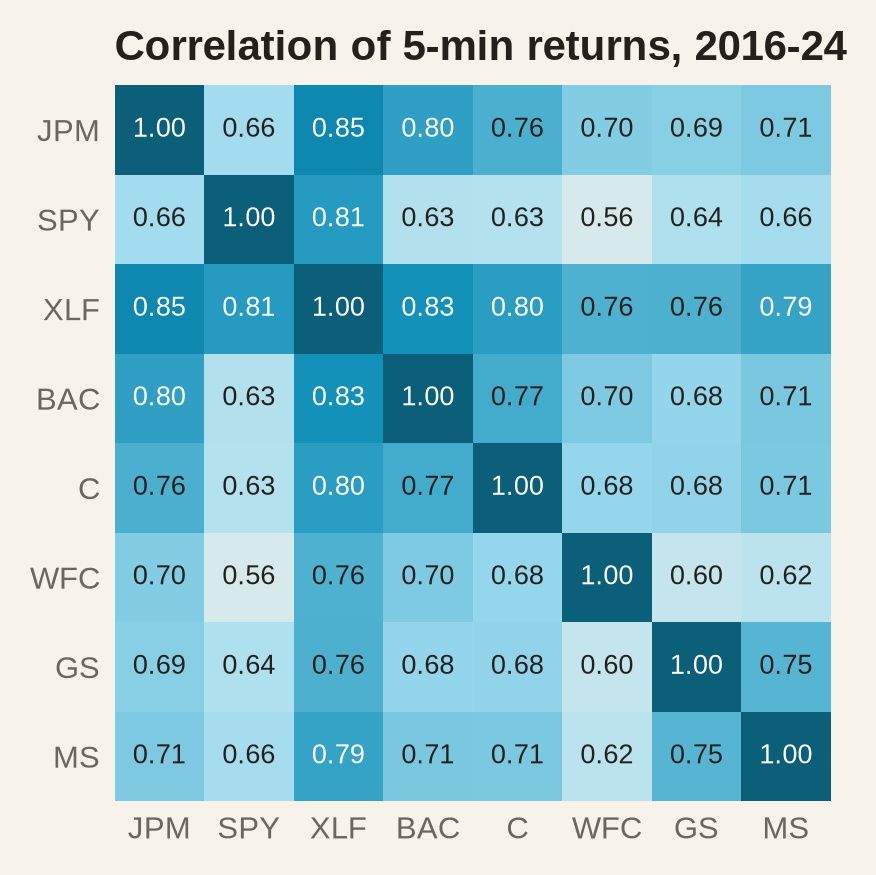 Correlation of 5-min returns, 2016-24
JPM 1.00 0.66 0.85 0.80 0.76 0.70 0.69 0.71
SPY 0.66 1.00 0.81 0.63 0.63 0.56 0.64 0.66
XLF 0.85 0.81 1.00 0.83 0.80 0.76 0.76 0.79
BAC 0.80 0.63 0.83 1.00 0.77 0.70 0.68 0.71
C 0.76 0.63 0.80 0.77 1.00 0.68 0.68 0.71
WFC 0.70 0.56 0.76 0.70 0.68 1.00 0.60 0.62
GS 0.69 0.64 0.76 0.68 0.68 0.60 1.00 0.75
MS 0.71 0.66 0.79 0.71 0.71 0.62 0.75 1.00
JPM SPY XLF BAC C WFC GS MS